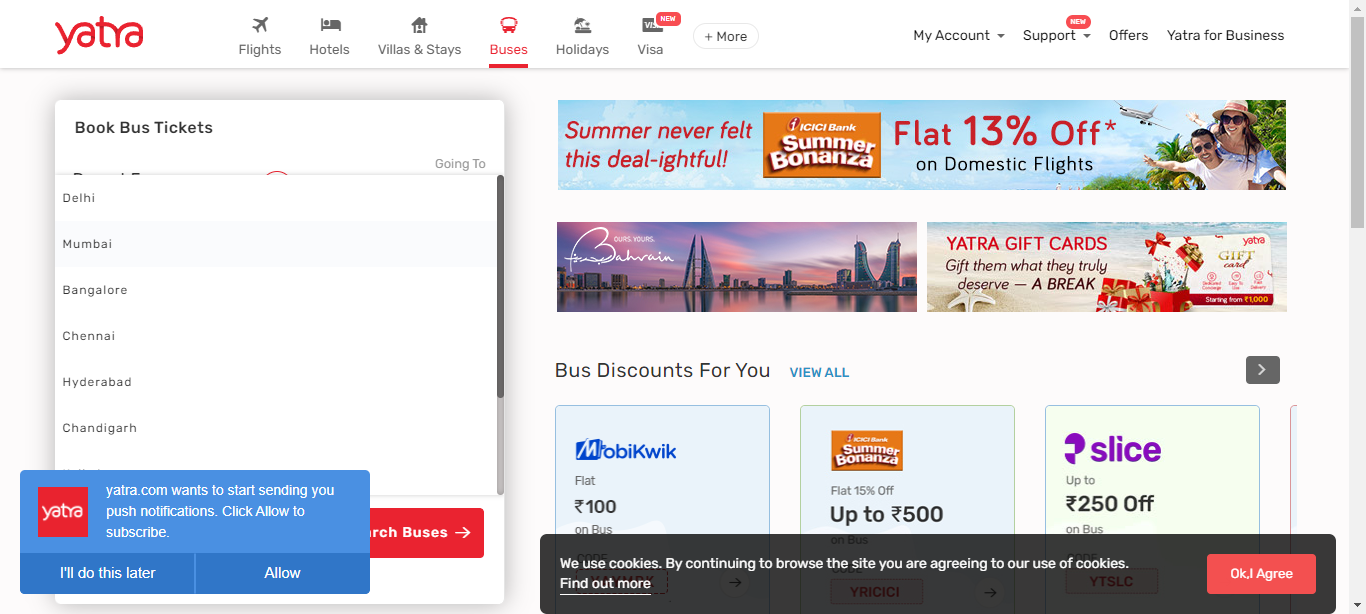 yatra
Flights
Hotels
Villas & Stays
Buses
Holidays
VISA
NEW
Visa
+ More
My Account
NEW
Support
Offers
Yatra for Business
Book Bus Tickets
Going To
Delhi
Mumbai
Bangalore
Chennai
Hyderabad
Chandigarh
rch Buses
yatra
yatra.com wants to start sending you
push notifications. Click Allow to
subscribe.
I'll do this later
Allow
Summer never felt
this deal-ightful!
ICICI Bank
Summer
Bonanza
Flat 13% Off*
on Domestic Flights
OURS. YOURS.
Bahrain
YATRA GIFT CARDS
Gift them what they truly
deserve — A BREAK
yatra
GIFT
card
Starting from ₹1,000
Bus Discounts For You
VIEW ALL
MobiKwik
Flat
₹100
on Bus
CODE
ICICI Bank
Summer
Bonanza
Flat 15% Off
Up to ₹500
on Bus
CODE
YRICICI
slice
Up to
₹250 Off
on Bus
CODE
YTSLC
We use cookies. By continuing to browse the site you are agreeing to our use of cookies.
Find out more
Ok,I Agree